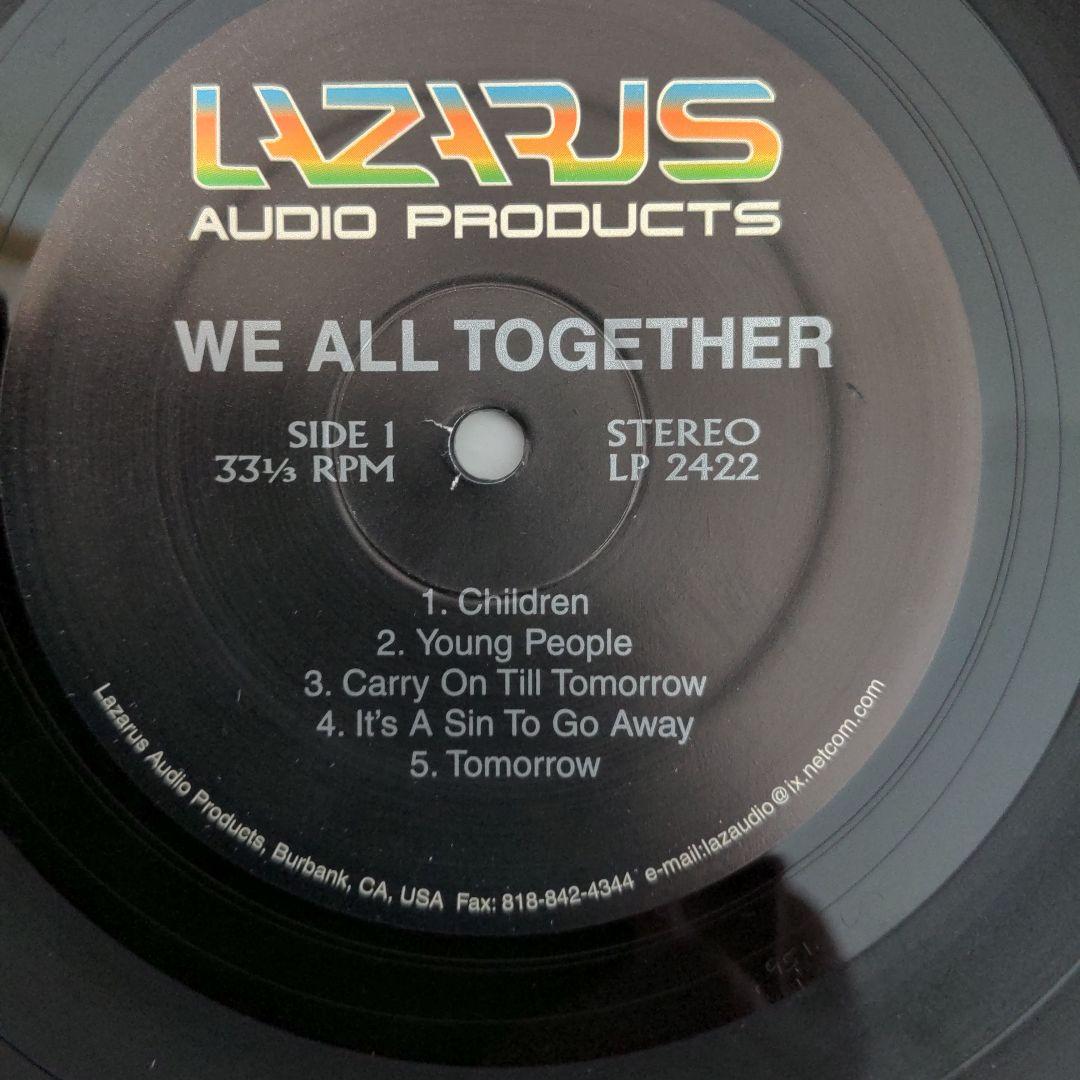 LAZARUS
AUDIO PRODUCTS
WE ALL TOGETHER
SIDE 1
33⅓ RPM
STEREO
LP 2422
1. Children
2. Young People
3. Carry On Till Tomorrow
4. It's A Sin To Go Away
5. Tomorrow
Lazarus Audio Products, Burbank, CA, USA Fax: 818-842-4344 e-mail:lazaudio@ix.netcom.com